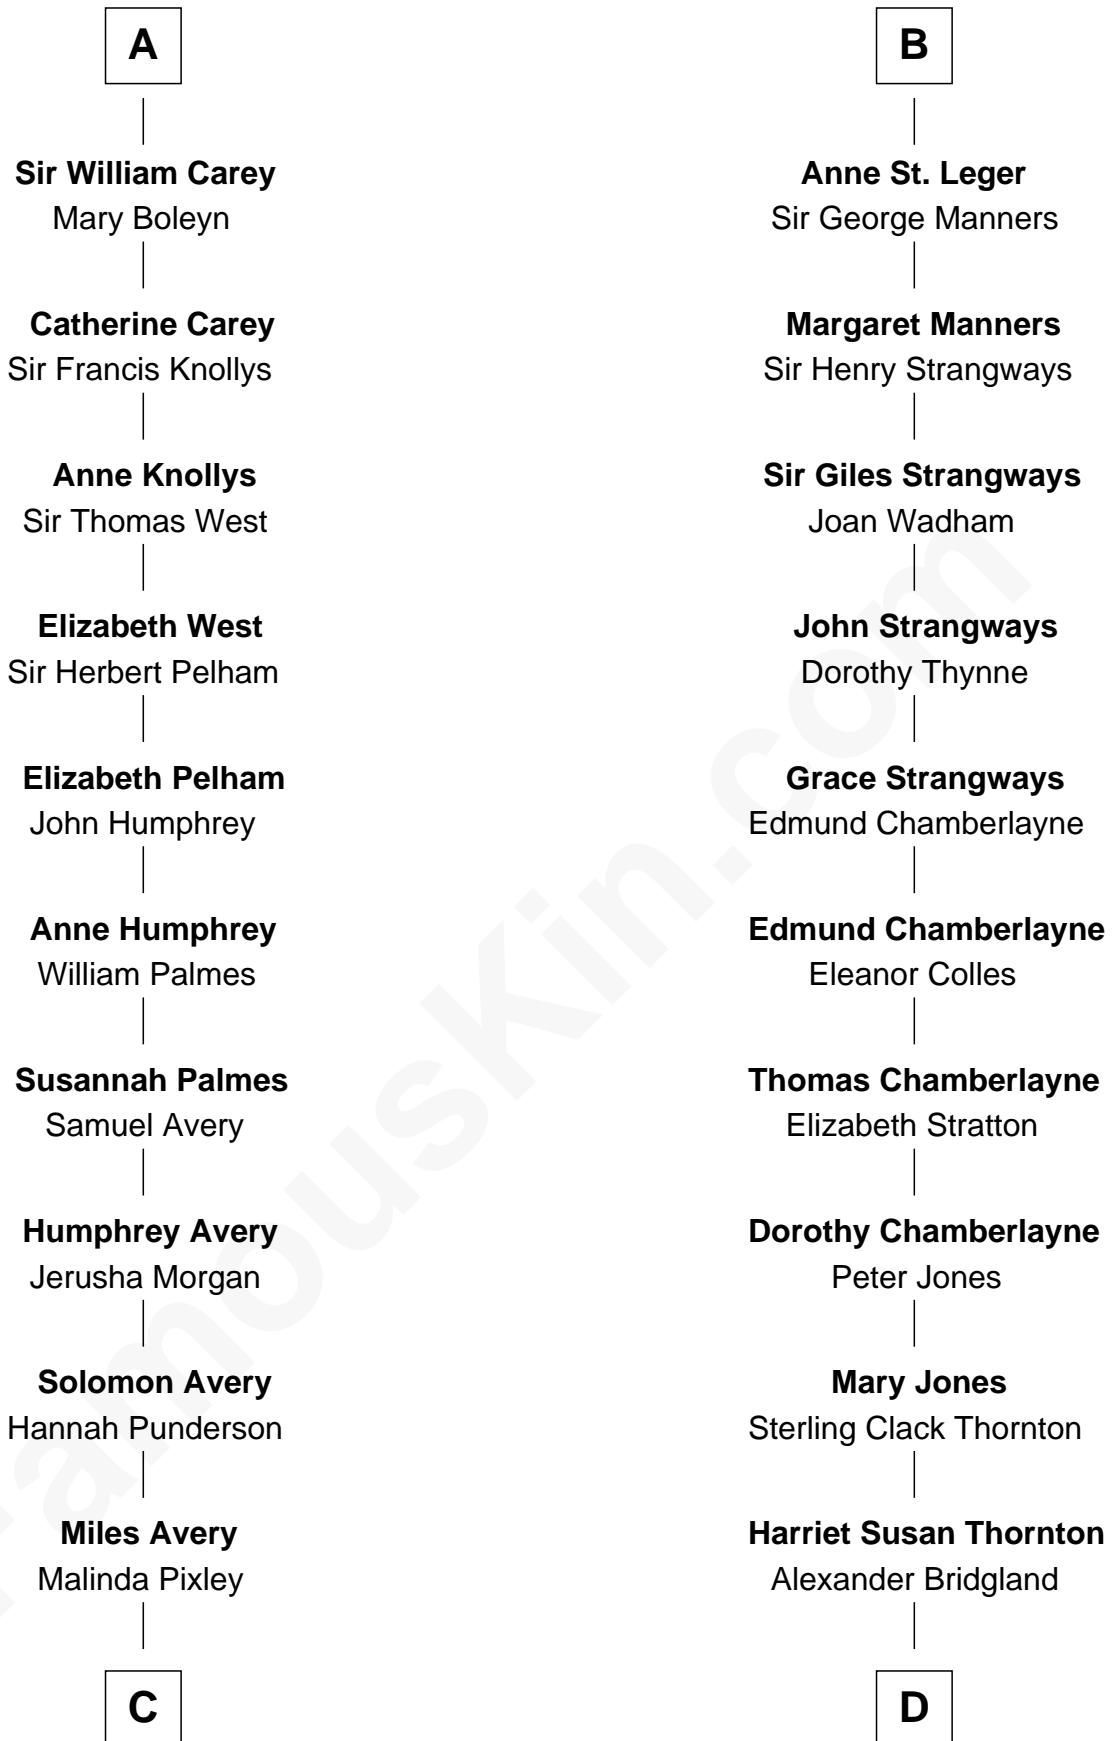 A
Sir William Carey
Mary Boleyn
Catherine Carey
Sir Francis Knollys
Anne Knollys
Sir Thomas West
Elizabeth West
Sir Herbert Pelham
Elizabeth Pelham
John Humphrey
Anne Humphrey
William Palmes
Susannah Palmes
Samuel Avery
Humphrey Avery
Jerusha Morgan
Solomon Avery
Hannah Punderson
Miles Avery
Malinda Pixley
C
B
Anne St. Leger
Sir George Manners
Margaret Manners
Sir Henry Strangways
Sir Giles Strangways
Joan Wadham
John Strangways
Dorothy Thynne
Grace Strangways
Edmund Chamberlayne
Edmund Chamberlayne
Eleanor Colles
Thomas Chamberlayne
Elizabeth Stratton
Dorothy Chamberlayne
Peter Jones
Mary Jones
Sterling Clack Thornton
Harriet Susan Thornton
Alexander Bridgland
D
FamousKin.com